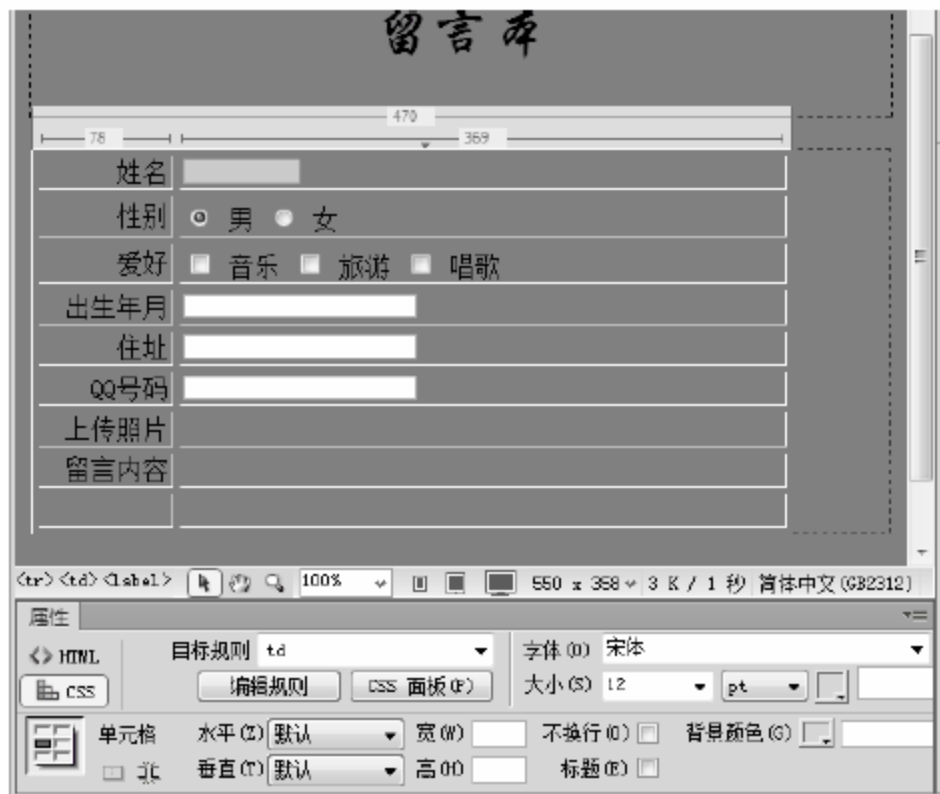 留言本
470
78 369
姓名
性别 男 女
爱好 音乐 旅游 唱歌
出生年月
住址
QQ号码
上传照片
留言内容
<tr><td><label> 100% 550 x 358 3 K / 1 秒 简体中文(GB2312)
属性
<> HTML 目标规则 td 字体(O) 宋体
CSS 编辑规则 CSS 面板(P) 大小(S) 12 pt
单元格 水平(Z) 默认 宽(W) 不换行(O) 背景颜色(G)
垂直(T) 默认 高(H) 标题(E)